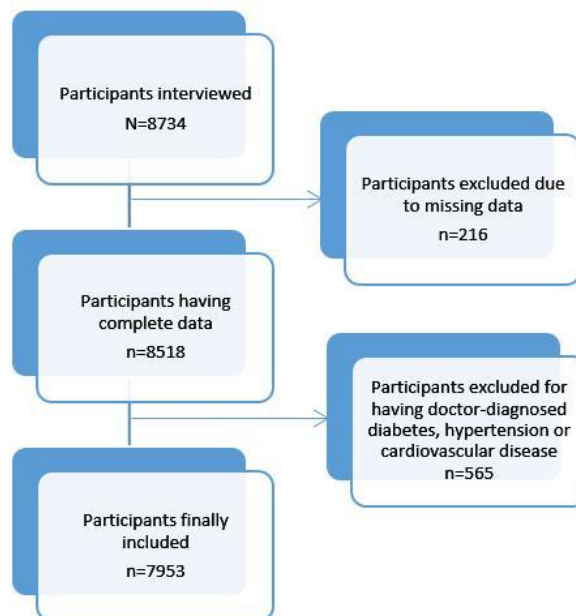 Participants interviewed
N=8734
Participants excluded due
to missing data
n=216
Participants having
complete data
n=8518
Participants excluded for
having doctor-diagnosed
diabetes, hypertension or
cardiovascular disease
n=565
Participants finally
included
n=7953